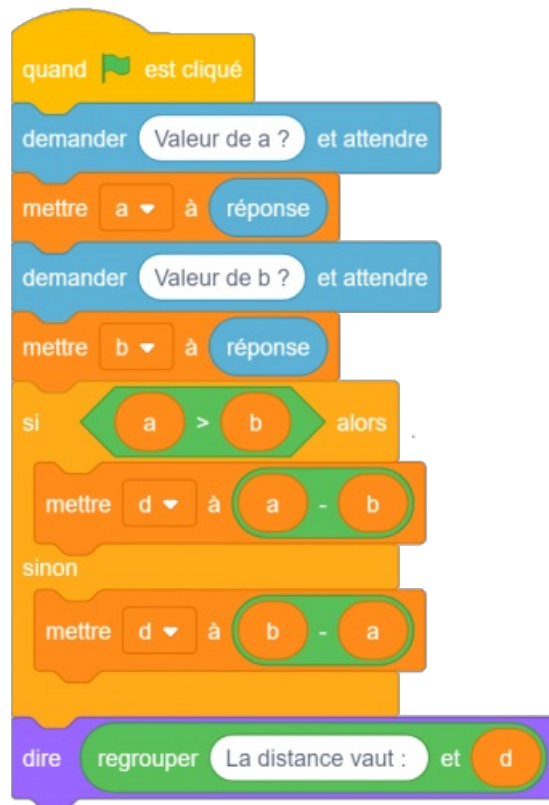 quand est cliqué
demander Valeur de a ? et attendre
mettre a à réponse
demander Valeur de b ? et attendre
mettre b à réponse
si a > b alors
mettre d à a - b
sinon
mettre d à b - a
dire regrouper La distance vaut : et d